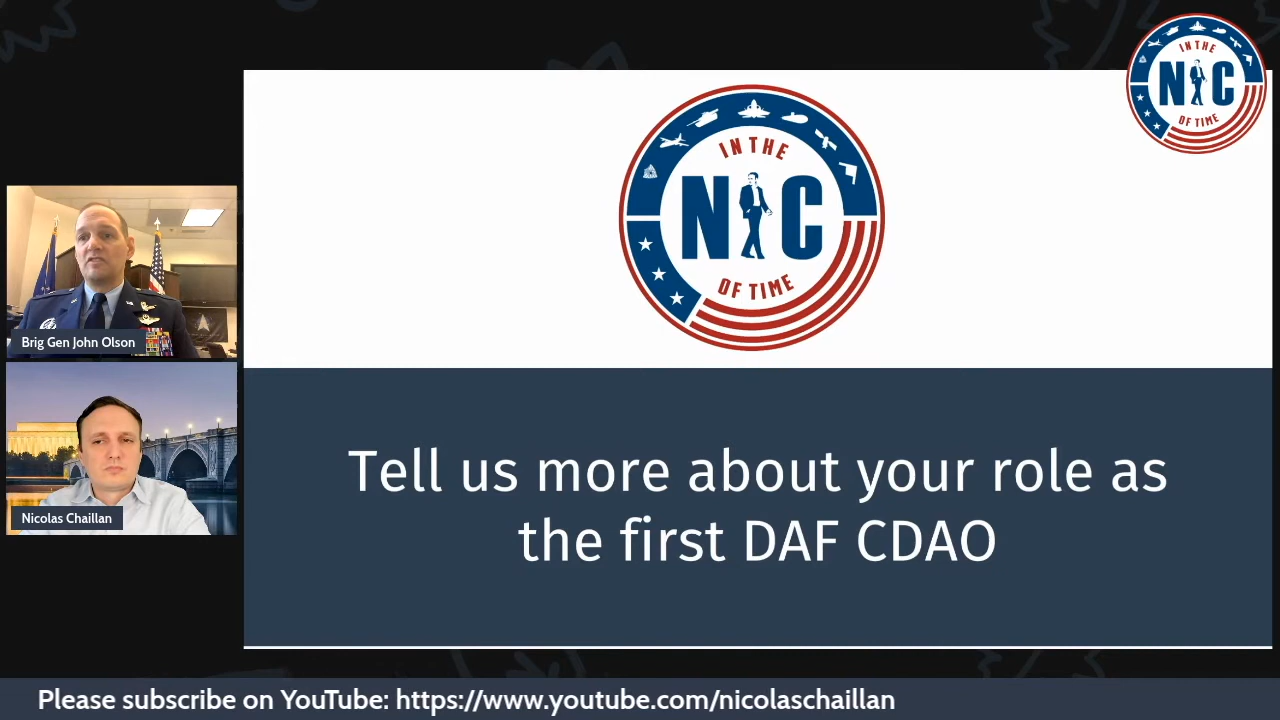 IN THE
NIC
OF TIME
IN THE
NIC
OF TIME
Brig Gen John Olson
Nicolas Chaillan
Tell us more about your role as
the first DAF CDAO
Please subscribe on YouTube: https://www.youtube.com/nicolaschaillan